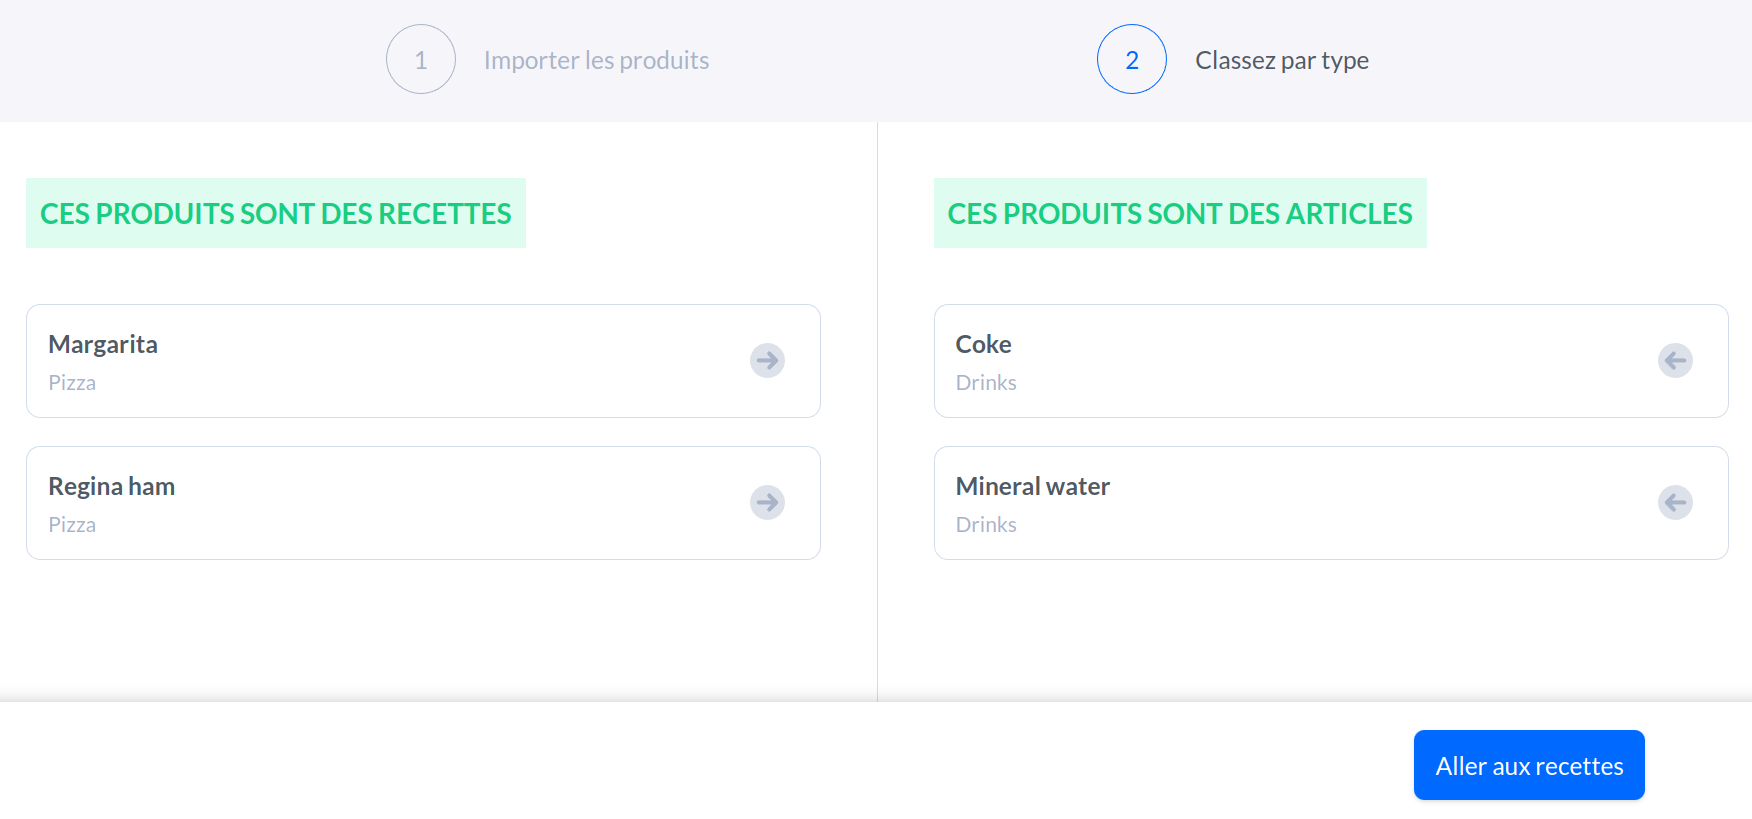 1
Importer les produits
2
Classez par type
CES PRODUITS SONT DES RECETTES
Margarita
Pizza
Regina ham
Pizza
CES PRODUITS SONT DES ARTICLES
Coke
Drinks
Mineral water
Drinks
Aller aux recettes